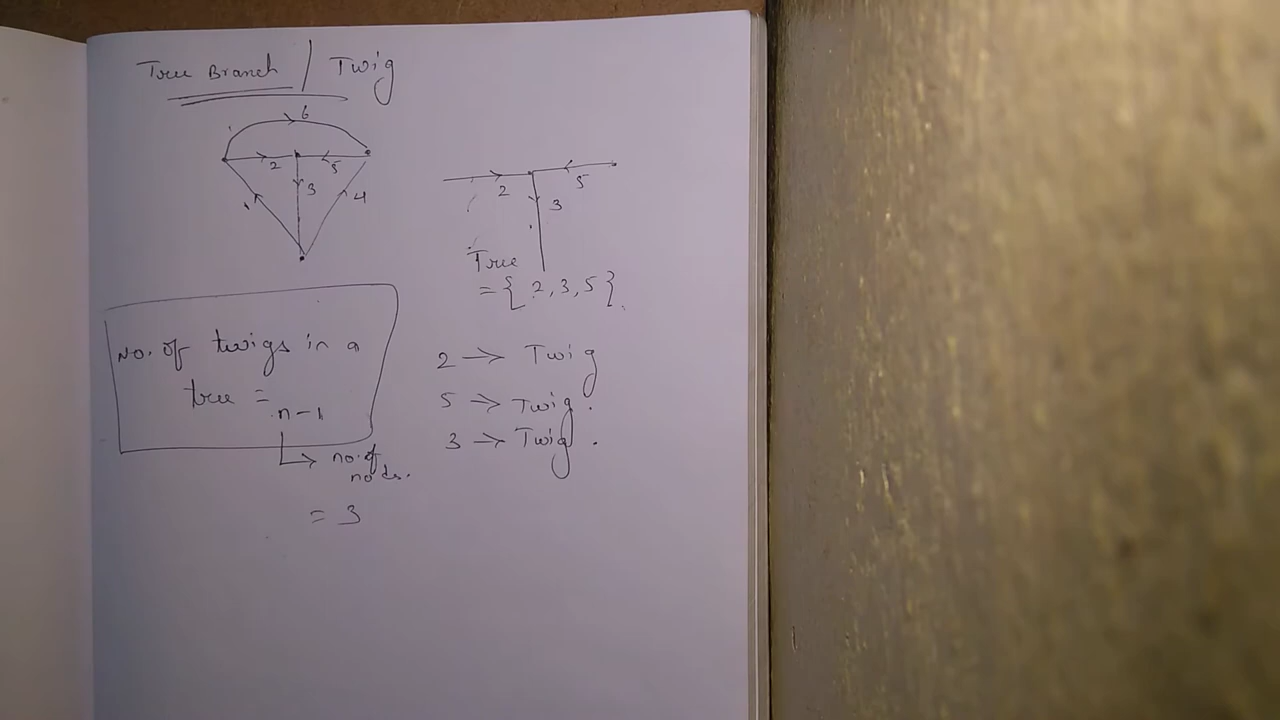 Tree Branch / Twig
6
2
5
3
4
1
2
5
3
Tree
= { 2, 3, 5 }.
No. of twigs in a
tree = n-1
no. of
nodes.
= 3
2 → Twig
5 → Twig.
3 → Twig.